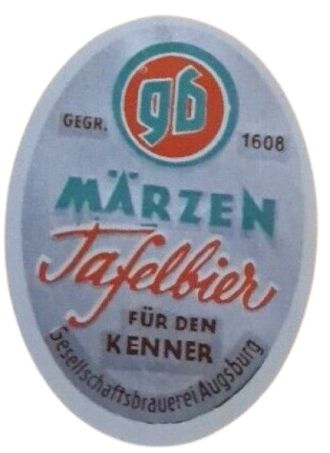 gb
GEGR. 1608
MÄRZEN
Tafelbier
FÜR DEN
KENNER
Gesellschaftsbrauerei Augsburg